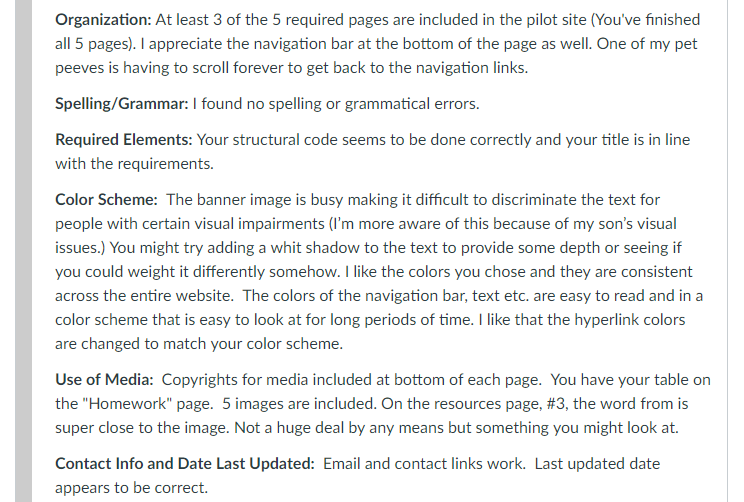 Organization: At least 3 of the 5 required pages are included in the pilot site (You've finished
all 5 pages). I appreciate the navigation bar at the bottom of the page as well. One of my pet
peeves is having to scroll forever to get back to the navigation links.
Spelling/Grammar: I found no spelling or grammatical errors.
Required Elements: Your structural code seems to be done correctly and your title is in line
with the requirements.
Color Scheme:  The banner image is busy making it difficult to discriminate the text for
people with certain visual impairments (I'm more aware of this because of my son's visual
issues.) You might try adding a whit shadow to the text to provide some depth or seeing if
you could weight it differently somehow. I like the colors you chose and they are consistent
across the entire website.  The colors of the navigation bar, text etc. are easy to read and in a
color scheme that is easy to look at for long periods of time. I like that the hyperlink colors
are changed to match your color scheme.
Use of Media:  Copyrights for media included at bottom of each page.  You have your table on
the "Homework" page.  5 images are included. On the resources page, #3, the word from is
super close to the image. Not a huge deal by any means but something you might look at.
Contact Info and Date Last Updated:  Email and contact links work.  Last updated date
appears to be correct.